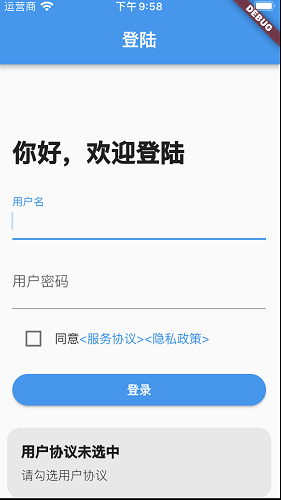 运营商 下午9:58
DEBUG
登陆
你好，欢迎登陆
用户名
用户密码
同意<服务协议><隐私政策>
登录
用户协议未选中
请勾选用户协议